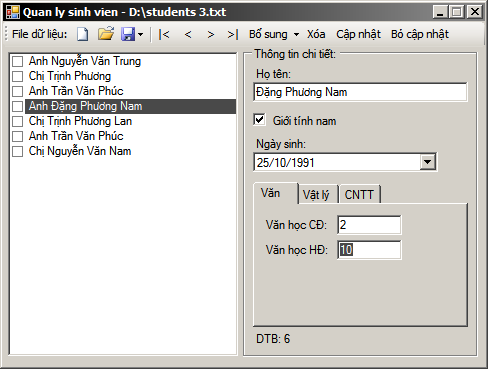 Quan ly sinh vien - D:\students 3.txt
File dữ liệu: |< < > >| Bổ sung Xóa Cập nhật Bỏ cập nhật
Anh Nguyễn Văn Trung
Chị Trịnh Phương
Anh Trần Văn Phúc
Anh Đặng Phương Nam
Chị Trịnh Phương Lan
Anh Trần Văn Phúc
Chị Nguyễn Văn Nam
Thông tin chi tiết:
Họ tên:
Đặng Phương Nam
Giới tính nam
Ngày sinh:
25/10/1991
Văn Vật lý CNTT
Văn học CĐ: 2
Văn học HĐ: 10
DTB: 6